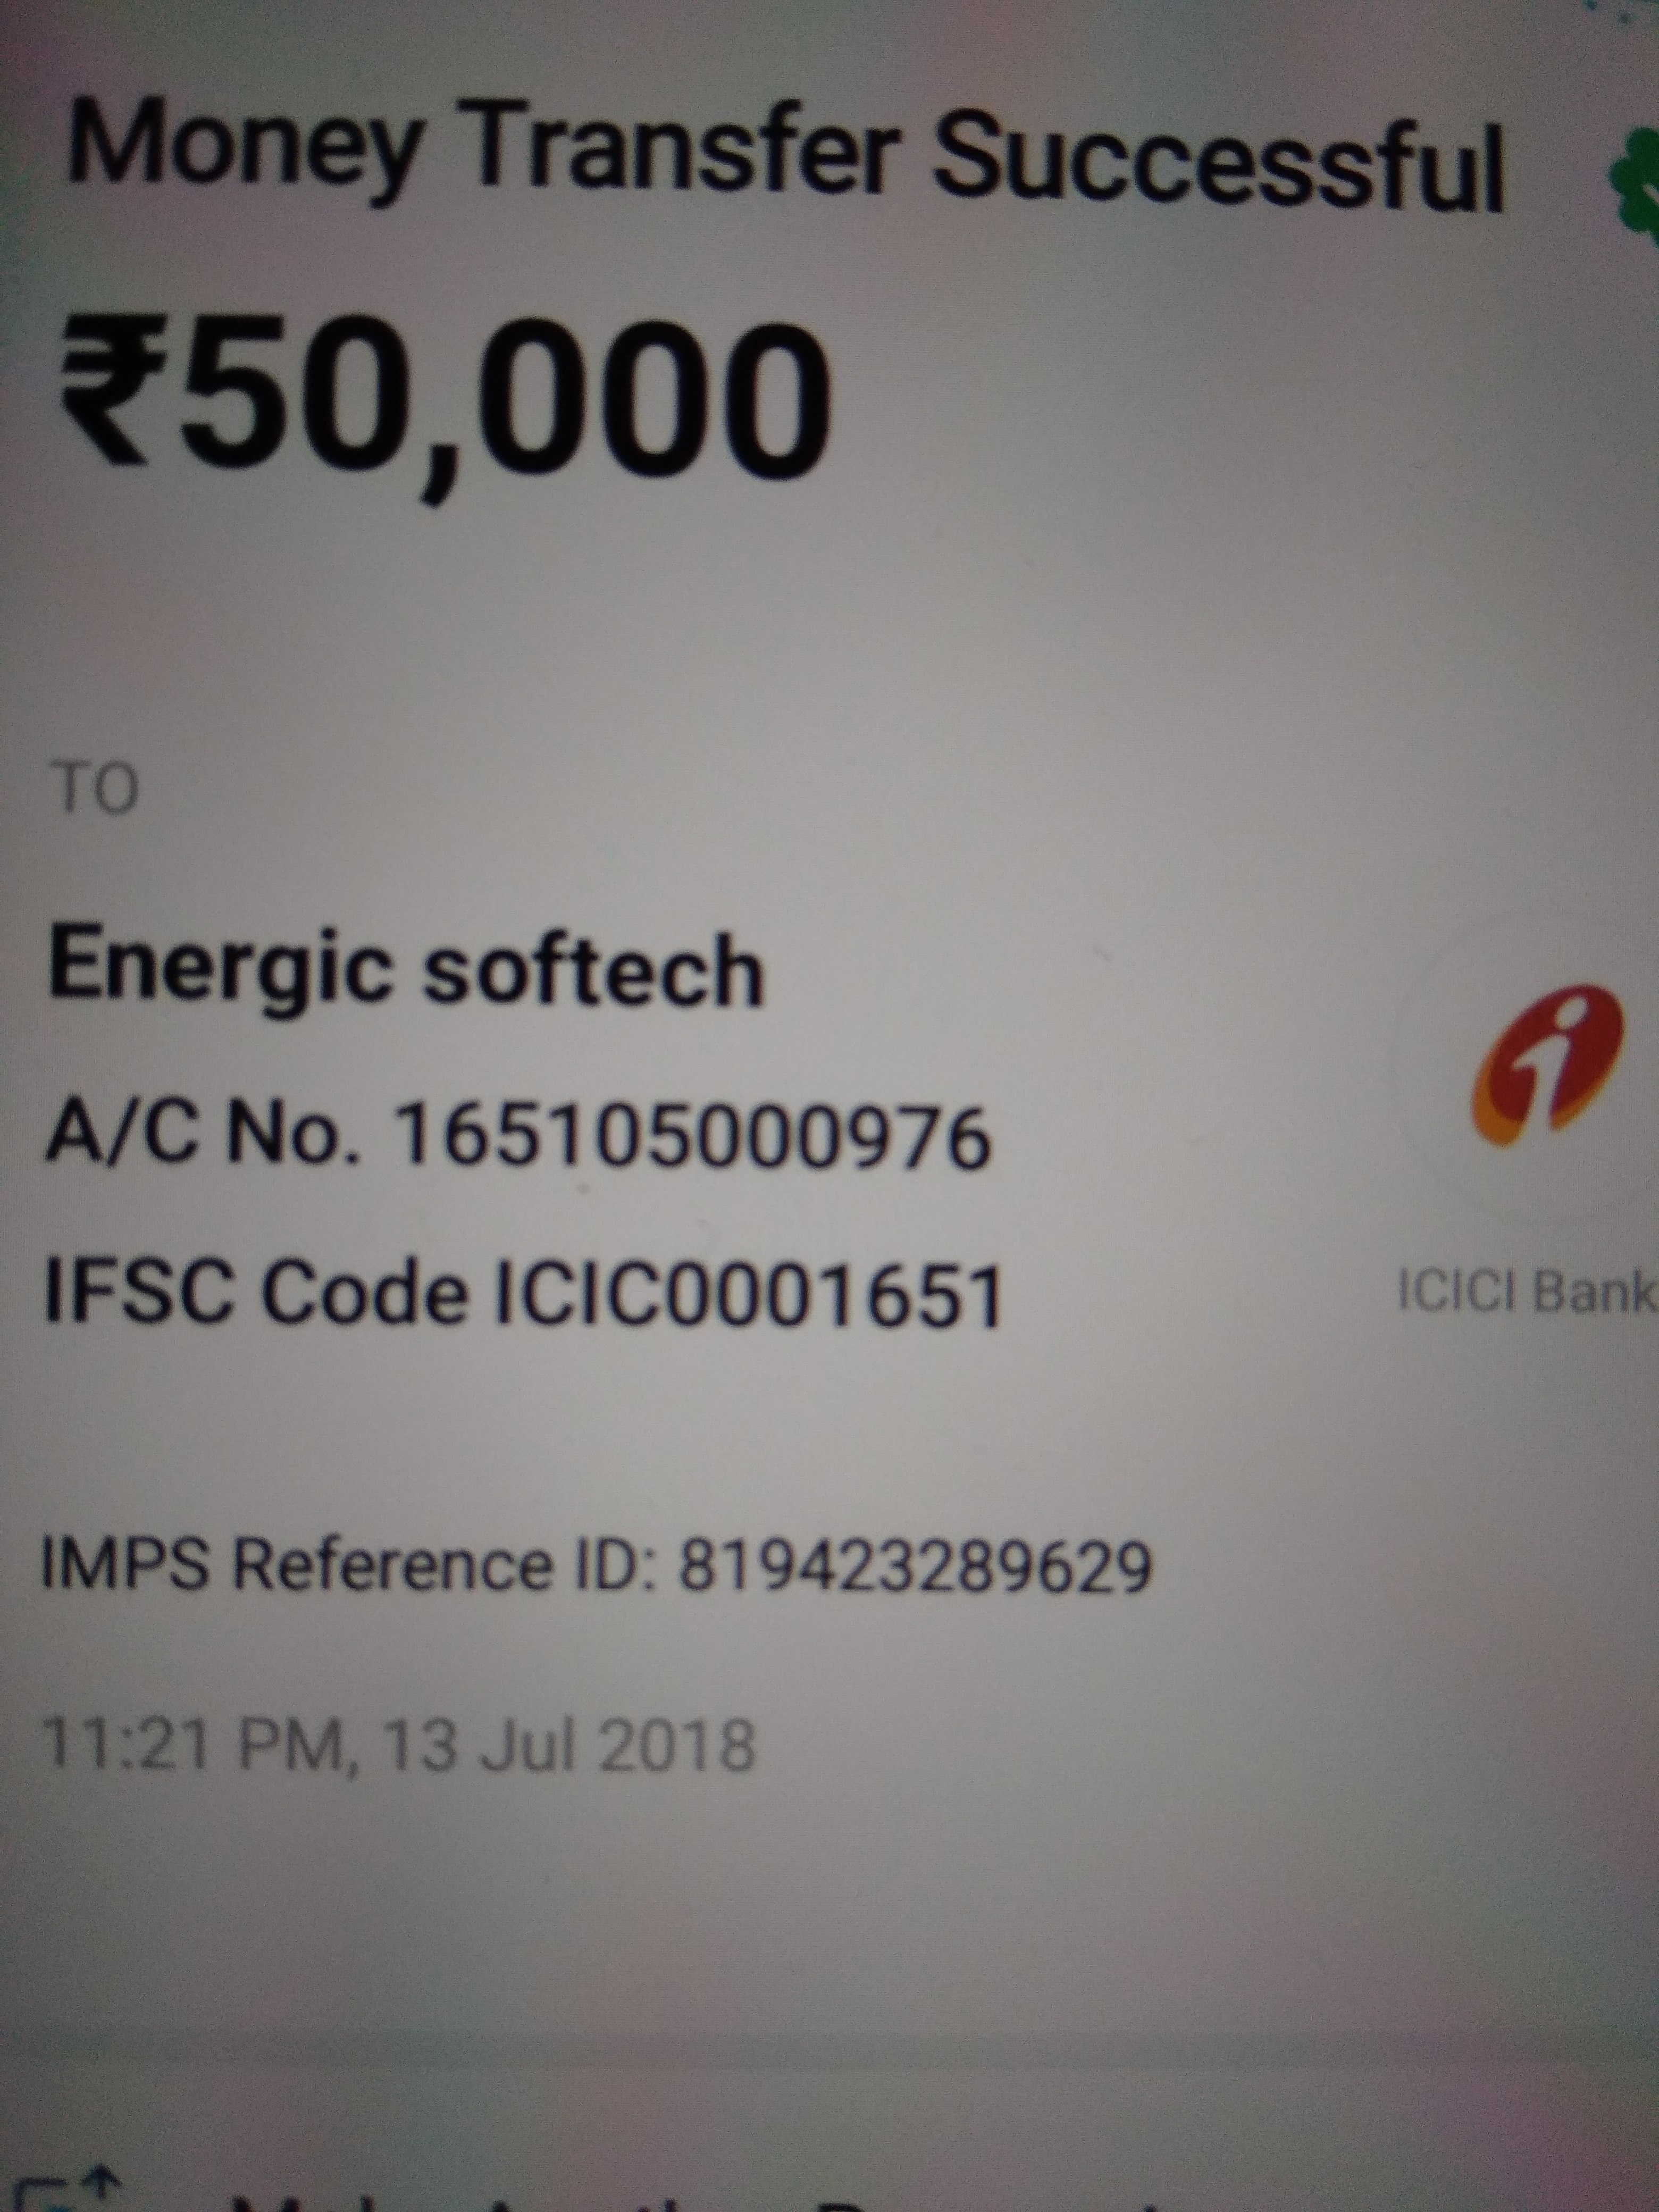 Money Transfer Successful
₹50,000
TO
Energic softech
A/C No. 165105000976
IFSC Code ICIC0001651
ICICI Bank
IMPS Reference ID: 819423289629
11:21 PM, 13 Jul 2018